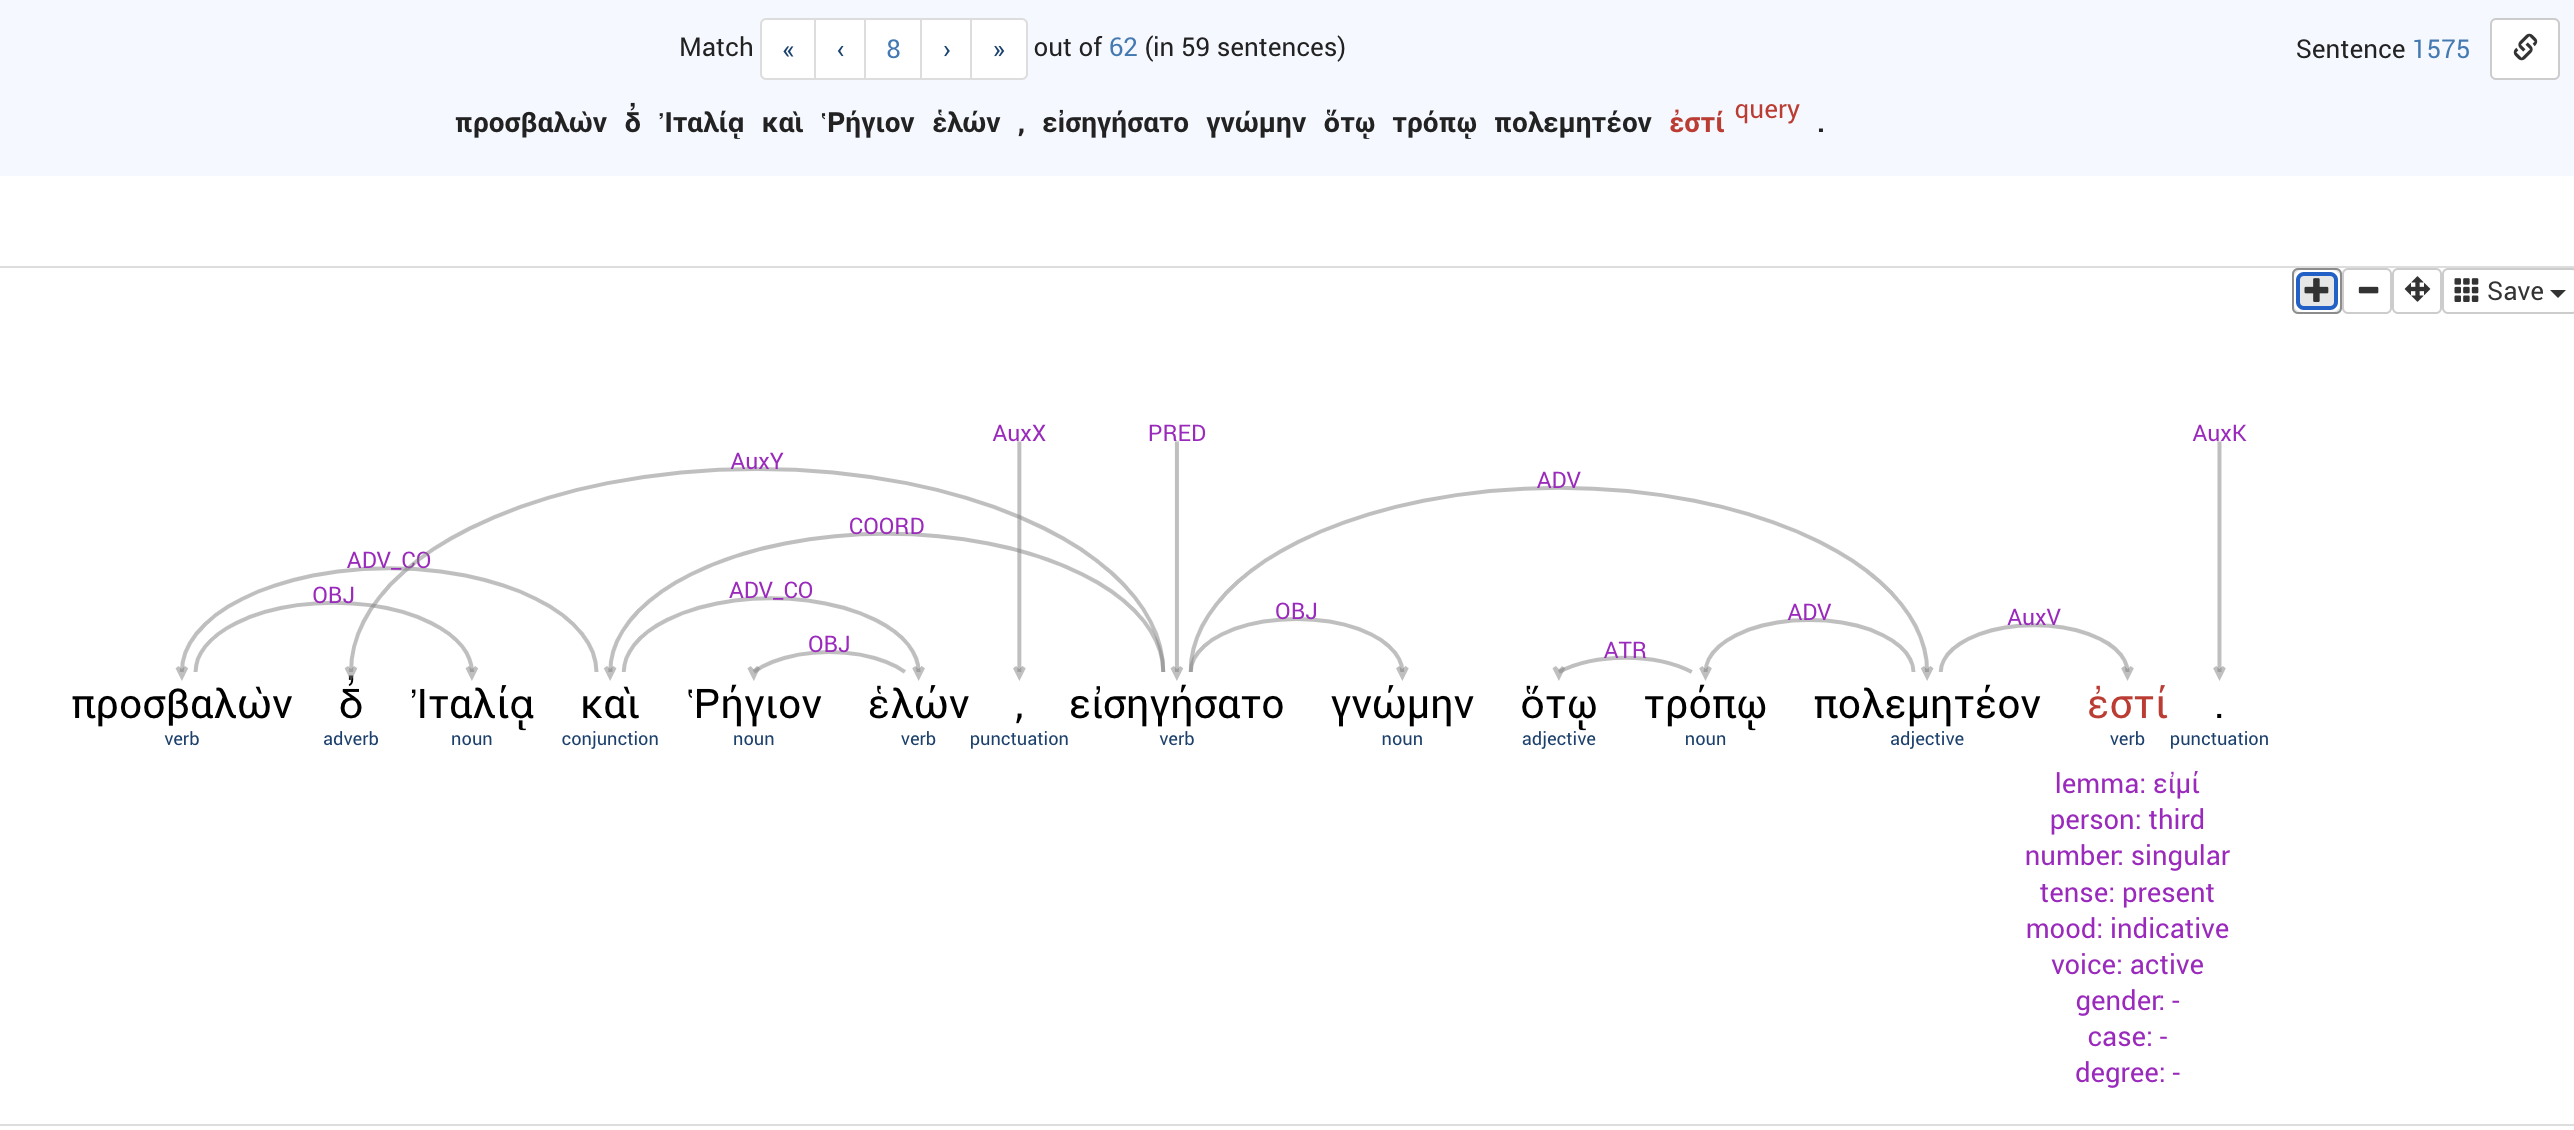 Match « ‹ 8 › » out of 62 (in 59 sentences) Sentence 1575
προσβαλὼν δ̓ Ἰταλίᾳ καὶ Ῥήγιον ἑλών , εἰσηγήσατο γνώμην ὅτῳ τρόπῳ πολεμητέον ἐστί query .
Save
AuxX PRED AuxK
AuxY
ADV
COORD
ADV_CO
ADV_CO
OBJ
OBJ ADV AuxV
OBJ ATR
προσβαλὼν δ̓ Ἰταλίᾳ καὶ Ῥήγιον ἑλών , εἰσηγήσατο γνώμην ὅτῳ τρόπῳ πολεμητέον ἐστί .
verb adverb noun conjunction noun verb punctuation verb noun adjective noun adjective verb punctuation
lemma: εἰμί
person: third
number: singular
tense: present
mood: indicative
voice: active
gender: -
case: -
degree: -